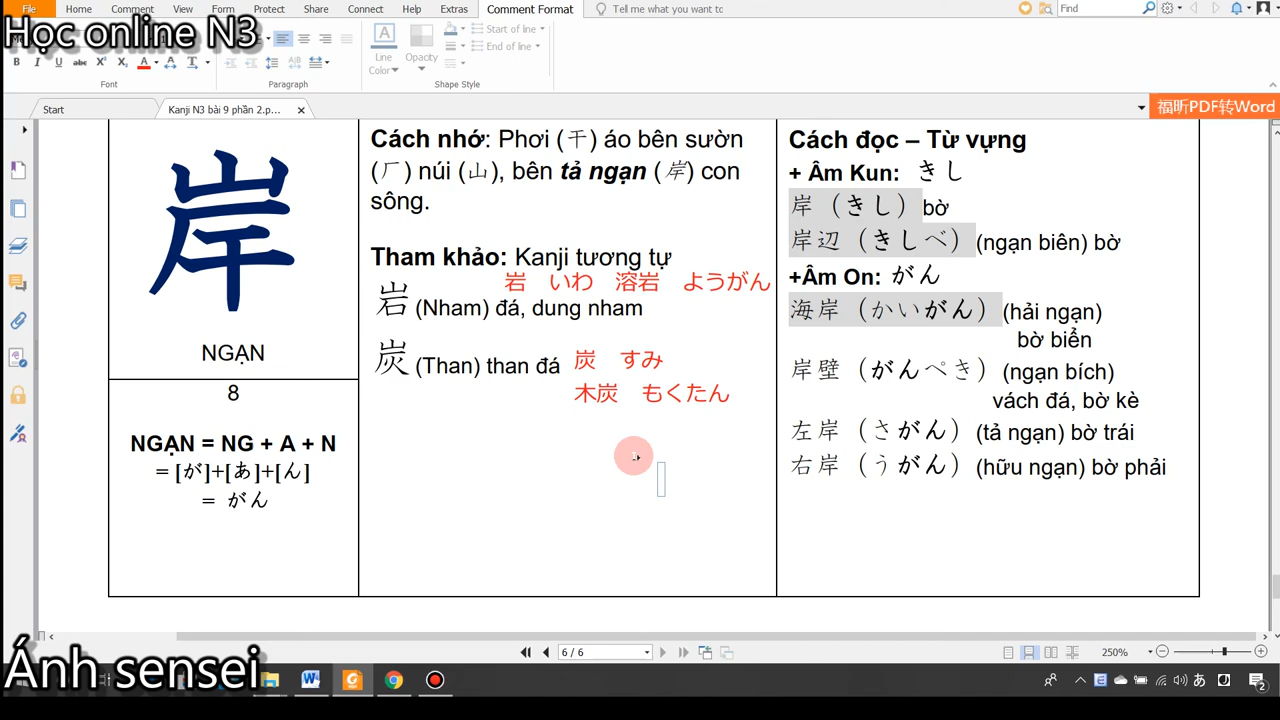 File Home Comment Form Protect Share Connect Help Extras Comment Format Tell me what you want tc Find
Học online N3
Line Color
Opacity
Start of line
End of line
Font Paragraph Shape Style
Start
Kanji N3 bài 9 phần 2.p...
福昕PDF转Word
岸
NGẠN
8
NGẠN = NG + A + N
= [が]+[あ]+[ん]
= がん
Cách nhớ: Phơi (干) áo bên sườn
(厂) núi (山), bên tả ngạn (岸) con
sông.
Tham khảo: Kanji tương tự
岩 いわ 溶岩 ようがん
岩 (Nham) đá, dung nham
炭 (Than) than đá 炭 すみ
木炭 もくたん
Cách đọc – Từ vựng
+ Âm Kun: きし
岸 (きし) bờ
岸辺 (きしべ) (ngạn biên) bờ
+Âm On: がん
海岸 (かいがん) (hải ngạn)
bờ biển
岸壁 (がんぺき) (ngạn bích)
vách đá, bờ kè
左岸 (さがん) (tả ngạn) bờ trái
右岸 (うがん) (hữu ngạn) bờ phải
6 / 6
250%
Ánh sensei